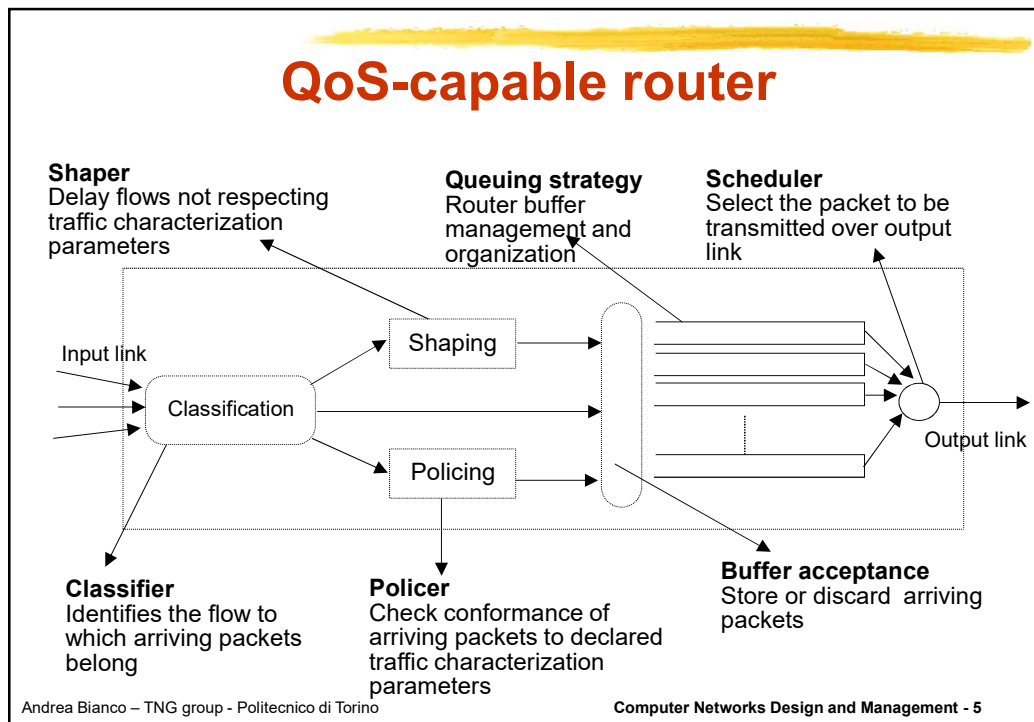 QoS-capable router
Shaper
Delay flows not respecting
traffic characterization
parameters
Queuing strategy
Router buffer
management and
organization
Scheduler
Select the packet to be
transmitted over output
link
Input link
Classification
Shaping
Policing
Output link
Classifier
Identifies the flow to
which arriving packets
belong
Policer
Check conformance of
arriving packets to declared
traffic characterization
parameters
Buffer acceptance
Store or discard arriving
packets
Andrea Bianco – TNG group - Politecnico di Torino
Computer Networks Design and Management - 5